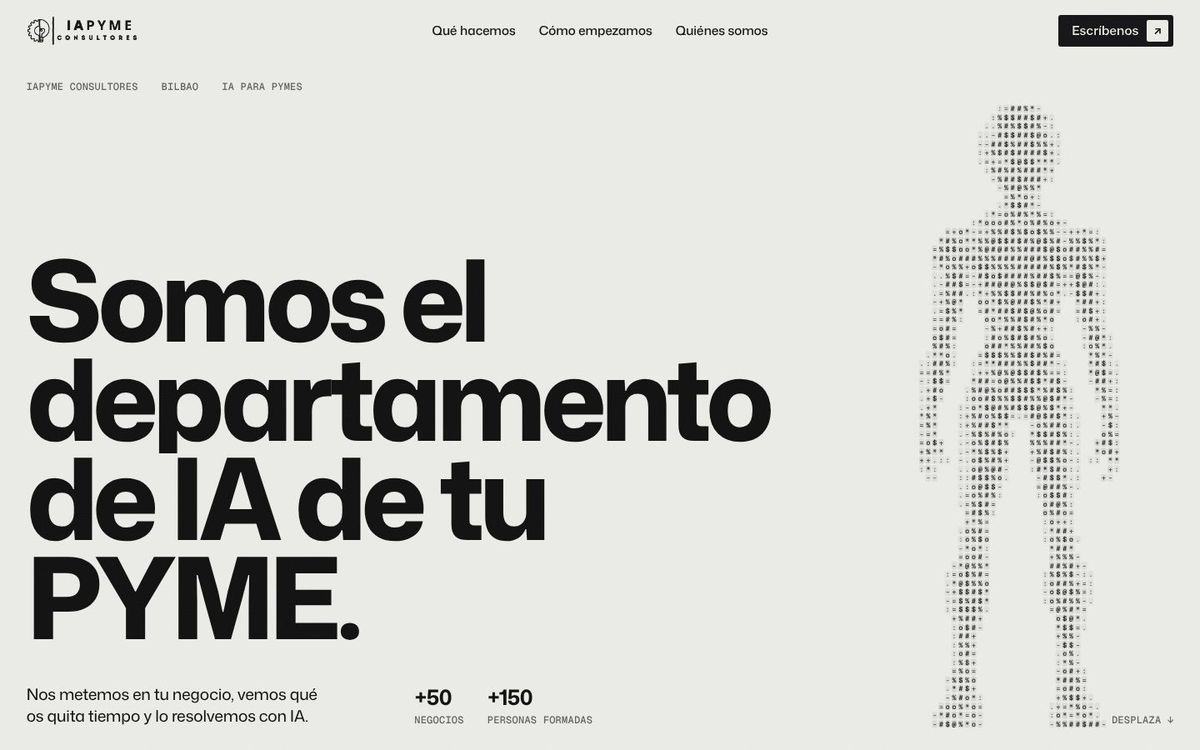 IAPYME
CONSULTORES
Qué hacemos
Cómo empezamos
Quiénes somos
Escríbenos
IAPYME CONSULTORES
BILBAO
IA PARA PYMES
Somos el
departamento
de IA de tu
PYME.
Nos metemos en tu negocio, vemos qué
os quita tiempo y lo resolvemos con IA.
+50
NEGOCIOS
+150
PERSONAS FORMADAS
DESPLAZA ↓